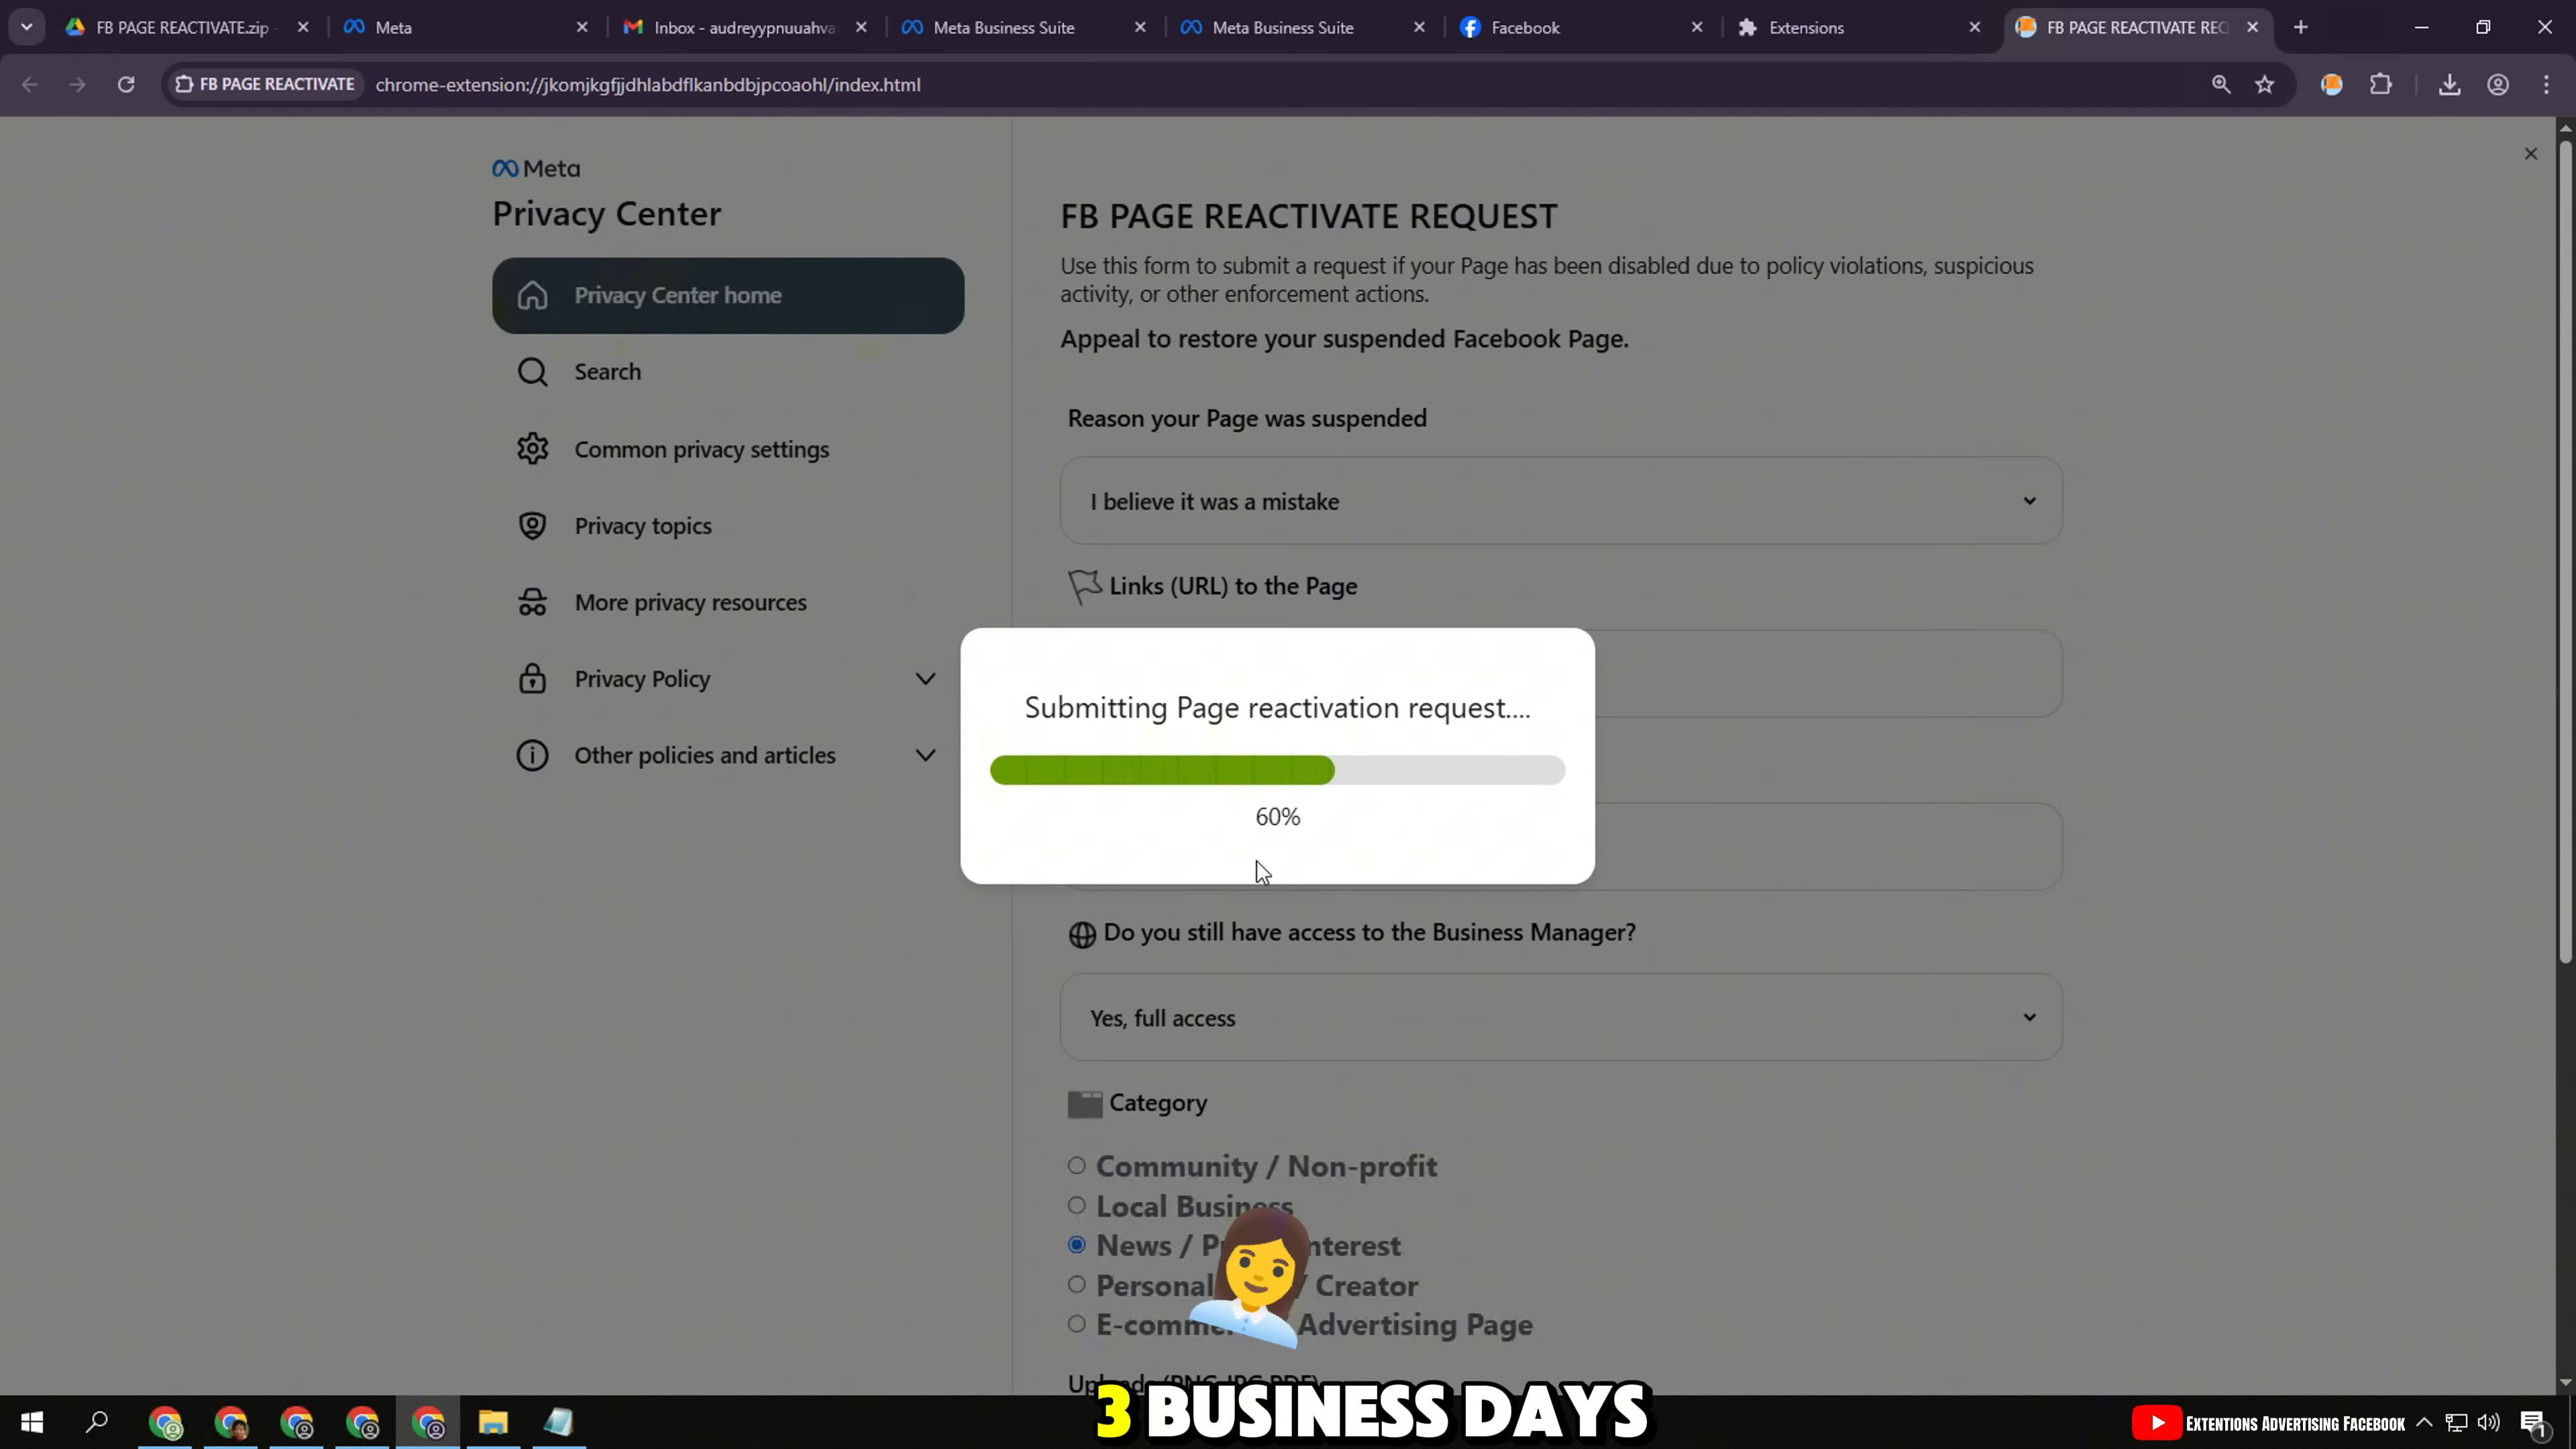 FB PAGE REACTIVATE.zip -
Meta
Inbox - audreyypnuuahva
Meta Business Suite
Meta Business Suite
Facebook
Extensions
FB PAGE REACTIVATE REQ
FB PAGE REACTIVATE
chrome-extension://jkomjkgfjjdhlabdflkanbdbjpcoaohl/index.html
Meta
Privacy Center
Privacy Center home
Search
Common privacy settings
Privacy topics
More privacy resources
Privacy Policy
Other policies and articles
FB PAGE REACTIVATE REQUEST
Use this form to submit a request if your Page has been disabled due to policy violations, suspicious
activity, or other enforcement actions.
Appeal to restore your suspended Facebook Page.
Reason your Page was suspended
I believe it was a mistake
Links (URL) to the Page
Submitting Page reactivation request....
60%
Do you still have access to the Business Manager?
Yes, full access
Category
Community / Non-profit
Local Business
News / nterest
Personal / Creator
E-comme Advertising Page
3 BUSINESS DAYS
EXTENTIONS ADVERTISING FACEBOOK
1